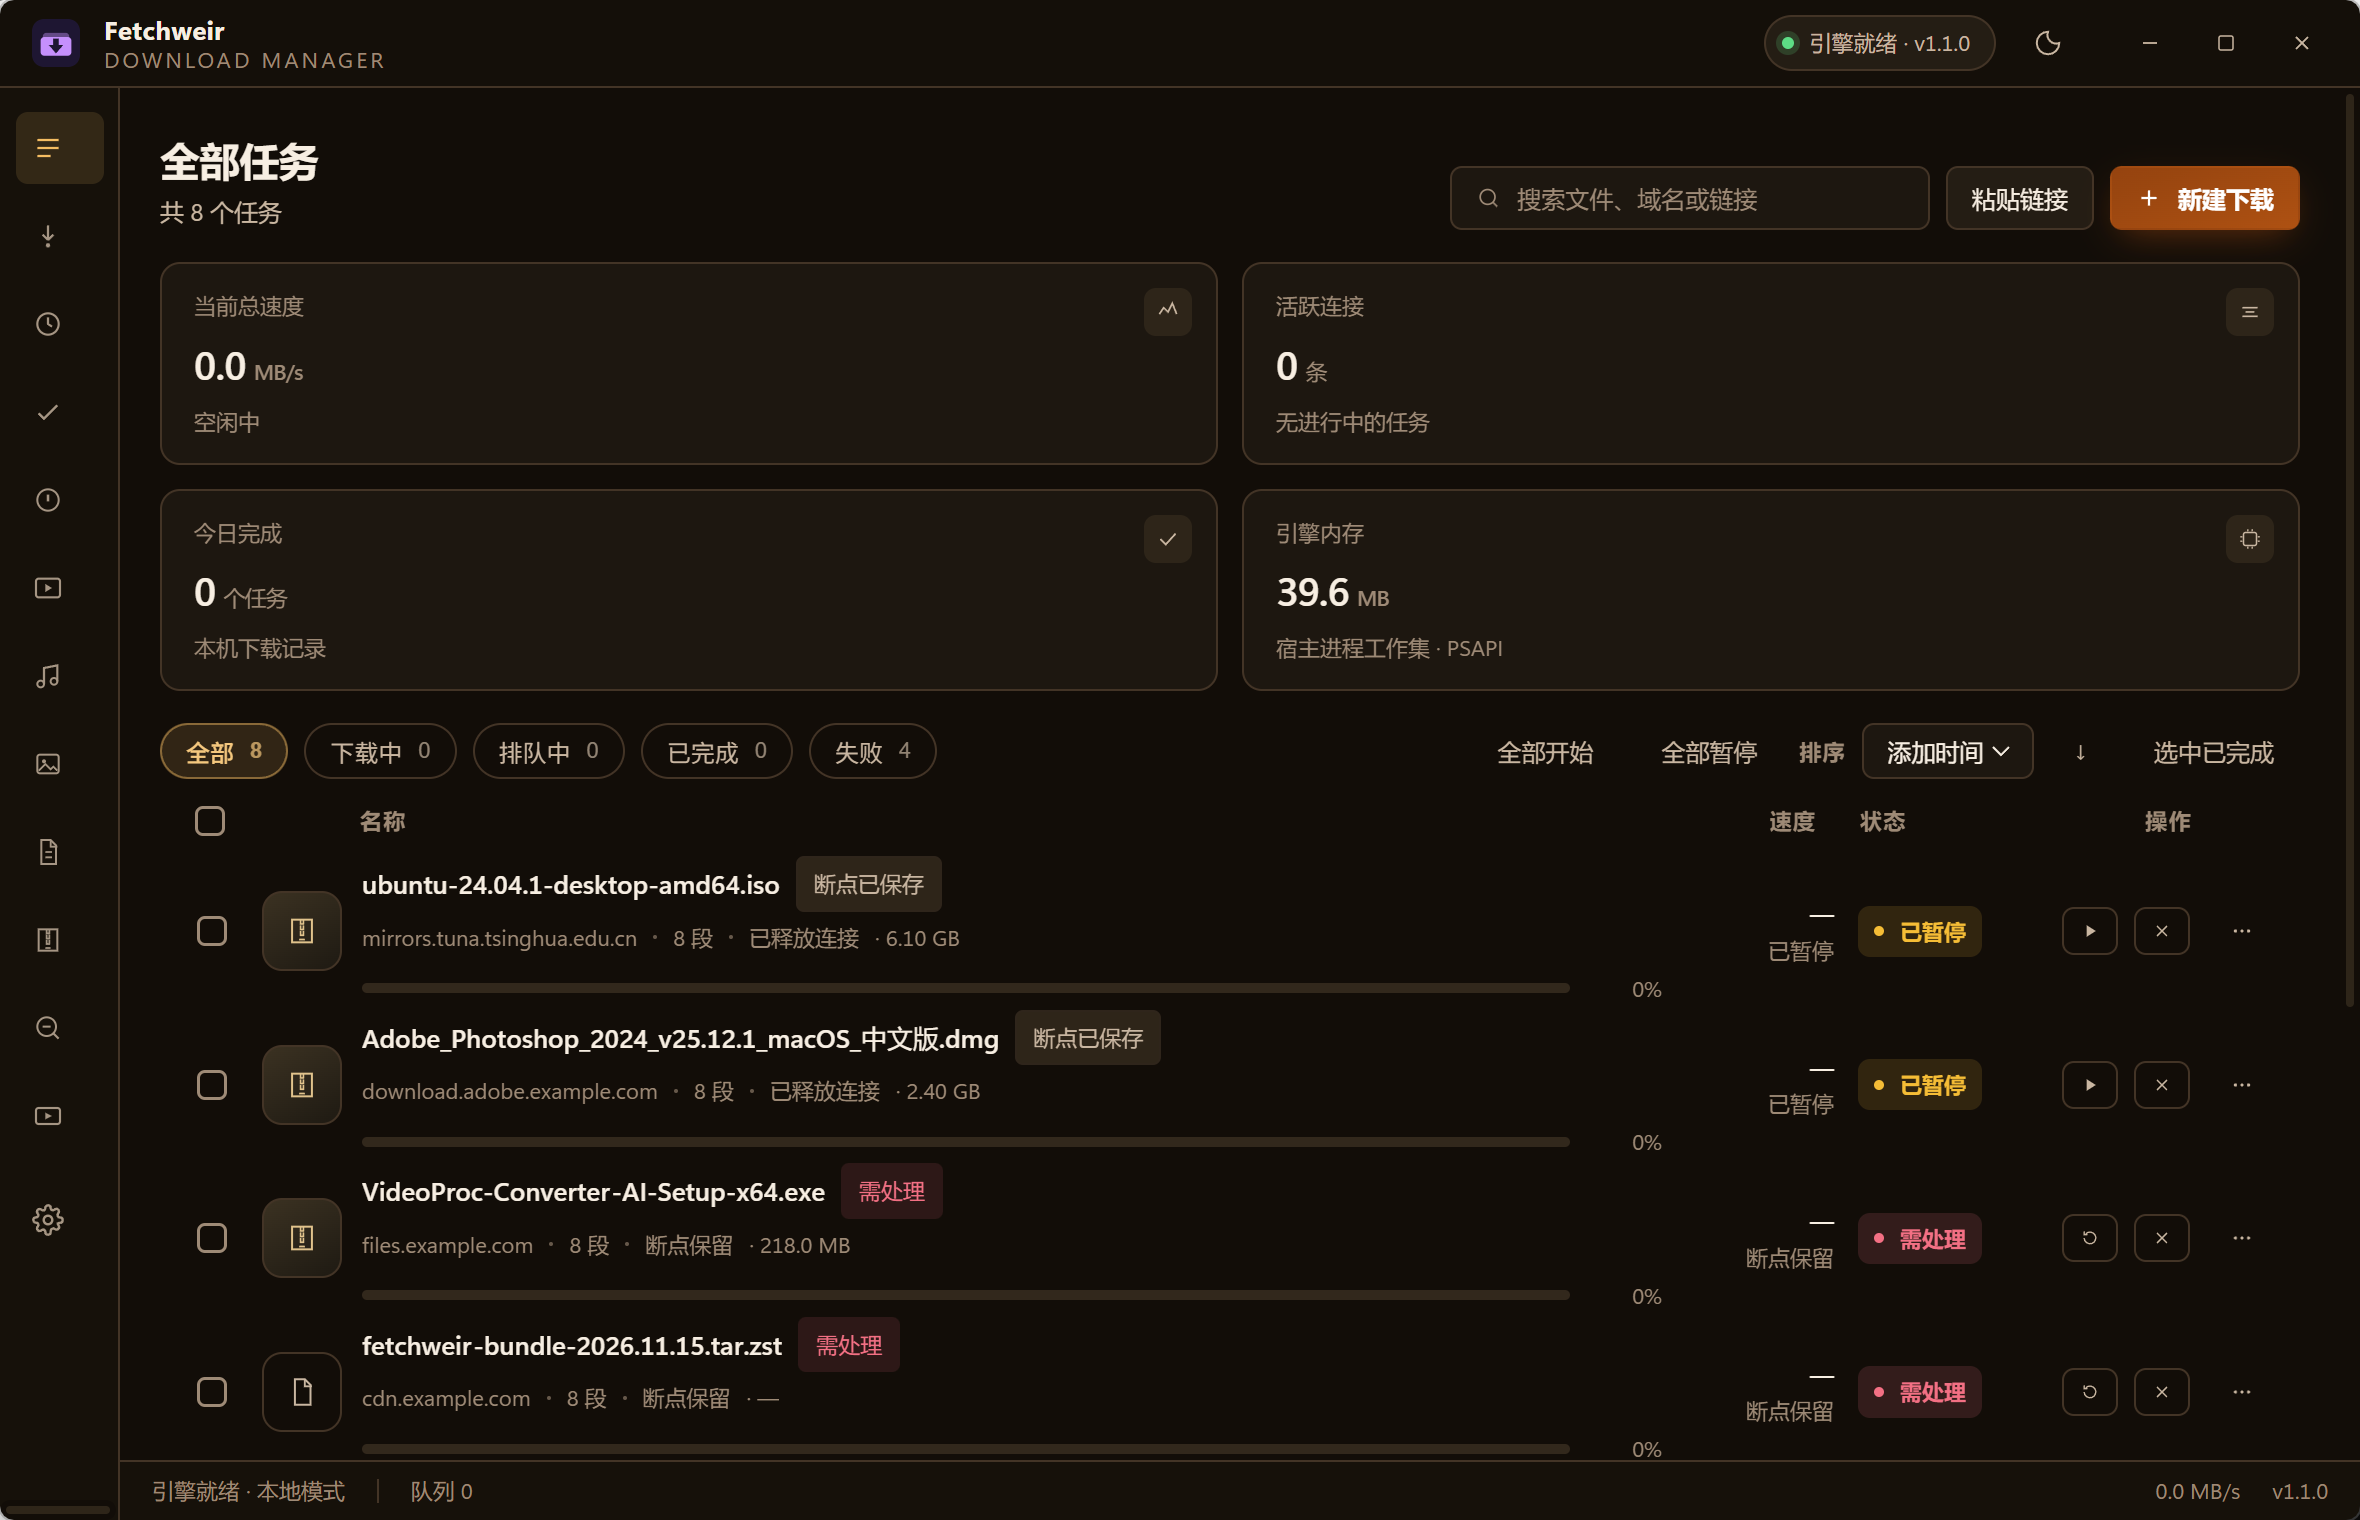 Fetchweir
DOWNLOAD MANAGER
引擎就绪 · v1.1.0
全部任务
共 8 个任务
搜索文件、域名或链接
粘贴链接
+ 新建下载
当前总速度
0.0 MB/s
空闲中
活跃连接
0 条
无进行中的任务
今日完成
0 个任务
本机下载记录
引擎内存
39.6 MB
宿主进程工作集 · PSAPI
全部 8
下载中 0
排队中 0
已完成 0
失败 4
全部开始
全部暂停
排序
添加时间
↓
选中已完成
名称
速度
状态
操作
ubuntu-24.04.1-desktop-amd64.iso 断点已保存
mirrors.tuna.tsinghua.edu.cn · 8 段 · 已释放连接 · 6.10 GB
0%
—
已暂停
已暂停
Adobe_Photoshop_2024_v25.12.1_macOS_中文版.dmg 断点已保存
download.adobe.example.com · 8 段 · 已释放连接 · 2.40 GB
0%
—
已暂停
已暂停
VideoProc-Converter-AI-Setup-x64.exe 需处理
files.example.com · 8 段 · 断点保留 · 218.0 MB
0%
—
断点保留
需处理
fetchweir-bundle-2026.11.15.tar.zst 需处理
cdn.example.com · 8 段 · 断点保留 · —
0%
—
断点保留
需处理
引擎就绪 · 本地模式
队列 0
0.0 MB/s
v1.1.0